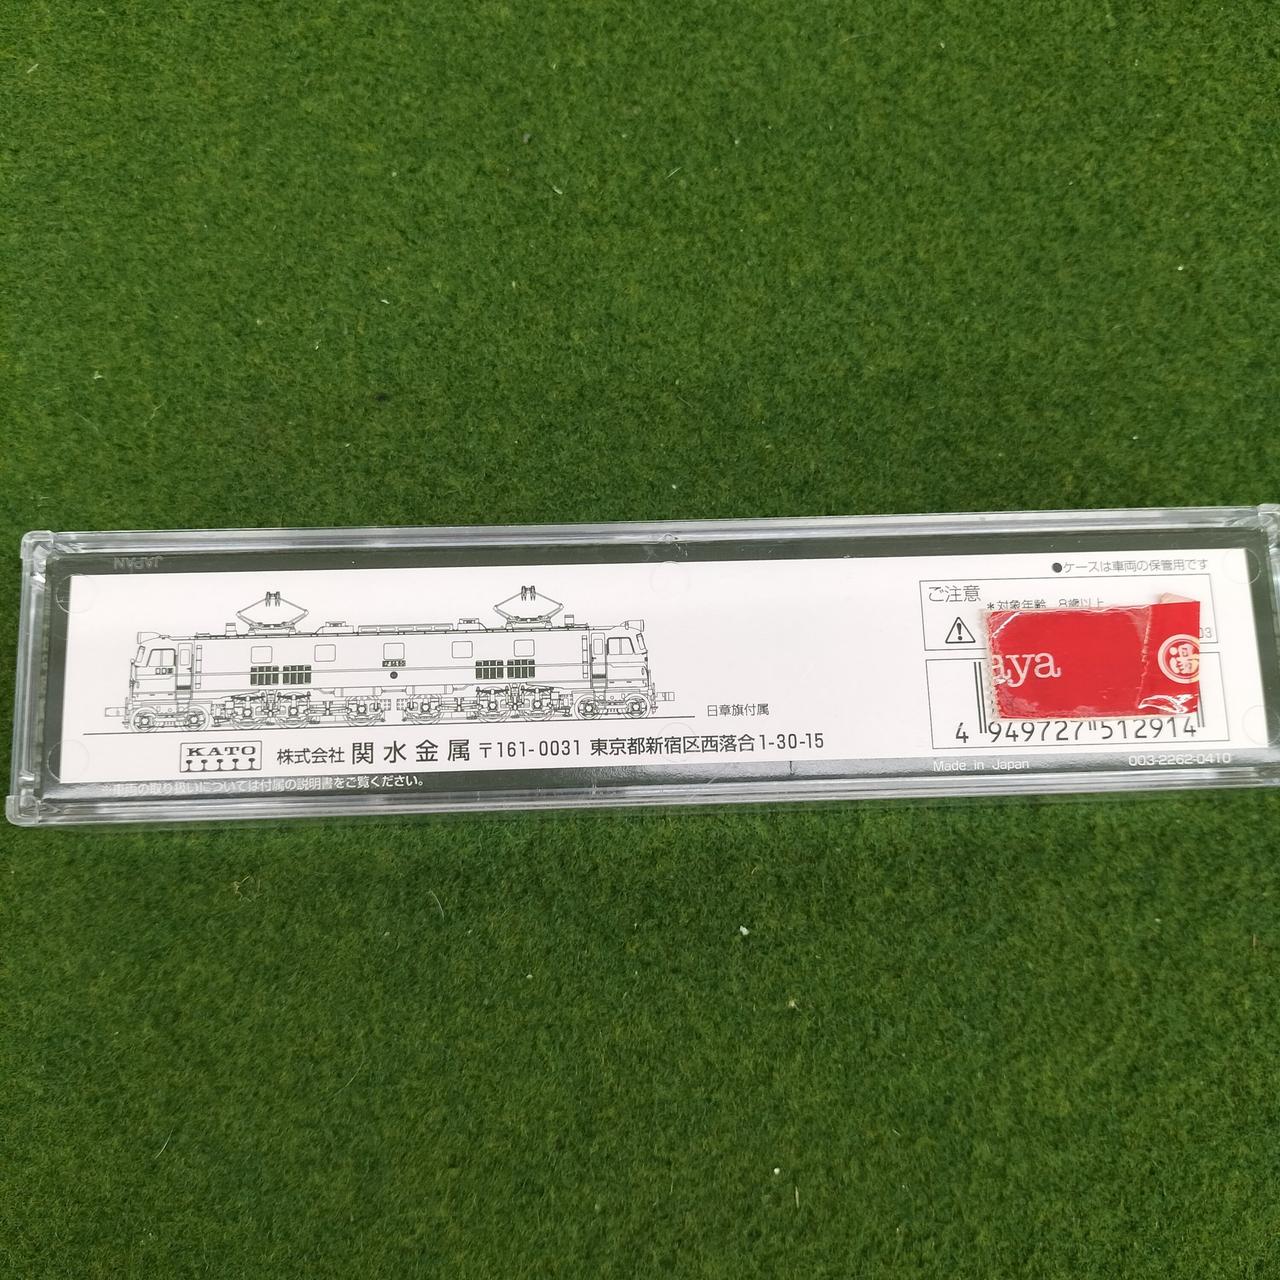 JAPAN
●ケースは車両の保管用です
ご注意
*対象年齢 8歳以上
03
aya
湯
日章旗付属
4 949727 512914
KATO 株式会社 関水金属 〒161-0031 東京都新宿区西落合1-30-15
Made in Japan 003-2262-0410
※車両の取り扱いについては付属の説明書をご覧ください。